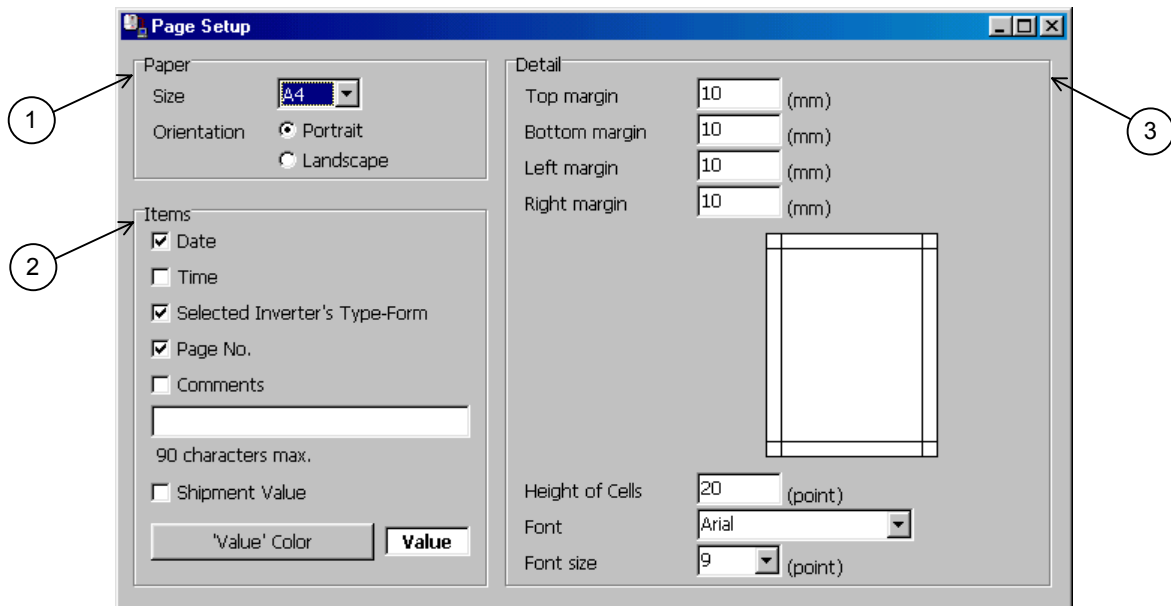 Page Setup
Paper
Size A4
Orientation Portrait
Landscape
1
Items
Date
Time
Selected Inverter's Type-Form
Page No.
Comments
90 characters max.
Shipment Value
'Value' Color Value
2
Detail
Top margin 10 (mm)
Bottom margin 10 (mm)
Left margin 10 (mm)
Right margin 10 (mm)
Height of Cells 20 (point)
Font Arial
Font size 9 (point)
3